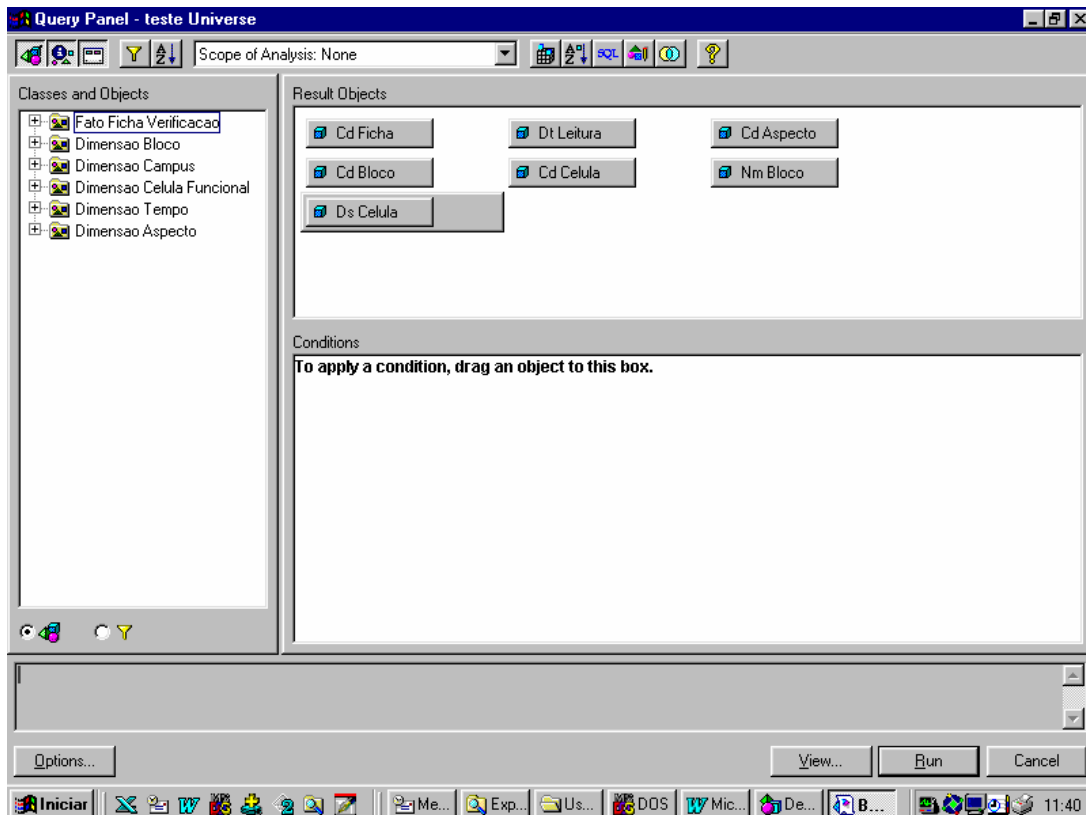 Query Panel - teste Universe
Scope of Analysis: None
SQL
Classes and Objects
Fato Ficha Verificacao
Dimensao Bloco
Dimensao Campus
Dimensao Celula Funcional
Dimensao Tempo
Dimensao Aspecto
Result Objects
Cd Ficha
Dt Leitura
Cd Aspecto
Cd Bloco
Cd Celula
Nm Bloco
Ds Celula
Conditions
To apply a condition, drag an object to this box.
Options...
View...
Run
Cancel
Iniciar
Me...
Exp...
Us...
DOS
Mic...
De...
B...
11:40